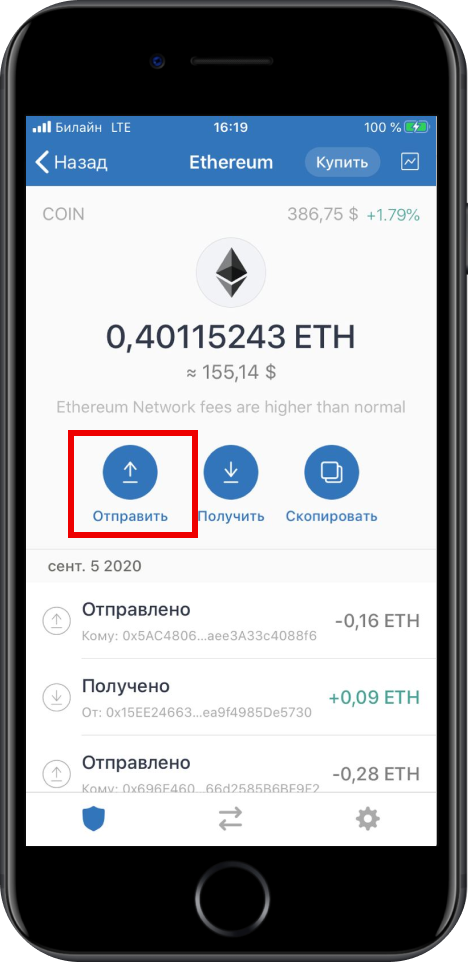 Билайн LTE 16:19 100 %
Назад Ethereum Купить
COIN 386,75 $ +1.79%
0,40115243 ETH
≈ 155,14 $
Ethereum Network fees are higher than normal
Отправить Получить Скопировать
сент. 5 2020
Отправлено
-0,16 ETH
Кому: 0x5AC4806...aee3A33c4088f6
Получено
+0,09 ETH
От: 0x15EE24663...ea9f4985De5730
Отправлено
-0,28 ETH
Кому: 0x696F460...66d2585B6BF9F2